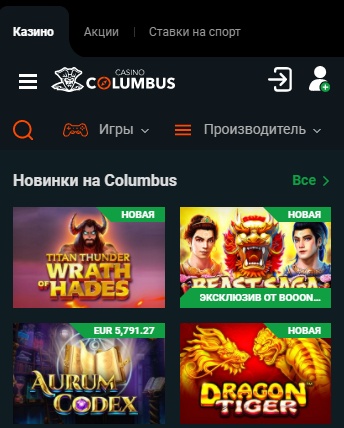 Казино
Акции
Ставки на спорт
CASINO
COLUMBUS
Игры
Производитель
Новинки на Columbus
Все
НОВАЯ
TITAN THUNDER
WRATH
OF HADES
НОВАЯ
BEAST SAGA
ЭКСКЛЮЗИВ ОТ BOOON...
EUR 5,791.27
AURUM
CODEX
НОВАЯ
DRAGON
TIGER